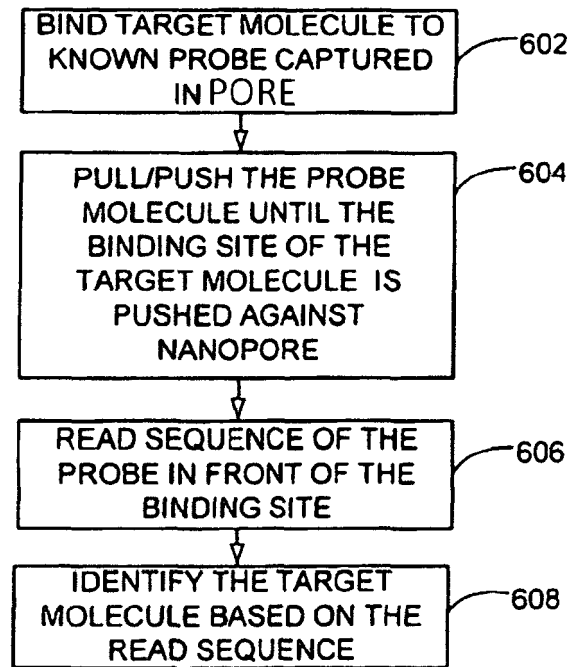 BIND TARGET MOLECULE TO
KNOWN PROBE CAPTURED
IN PORE
602
PULL/PUSH THE PROBE
MOLECULE UNTIL THE
BINDING SITE OF THE
TARGET MOLECULE IS
PUSHED AGAINST
NANOPORE
604
READ SEQUENCE OF THE
PROBE IN FRONT OF THE
BINDING SITE
606
IDENTIFY THE TARGET
MOLECULE BASED ON THE
READ SEQUENCE
608